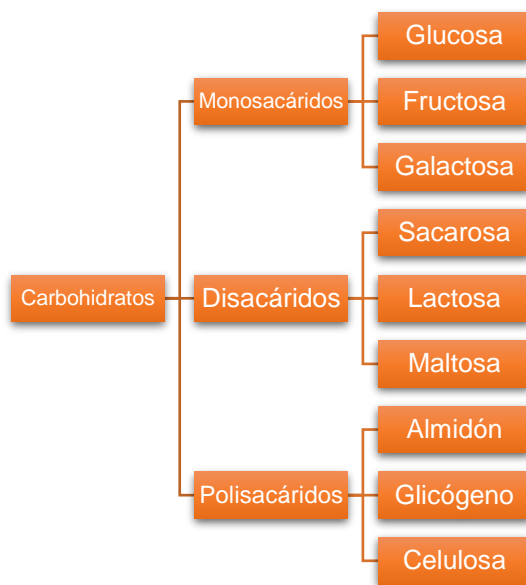 Carbohidratos
Monosacáridos
Glucosa
Fructosa
Galactosa
Disacáridos
Sacarosa
Lactosa
Maltosa
Polisacáridos
Almidón
Glicógeno
Celulosa